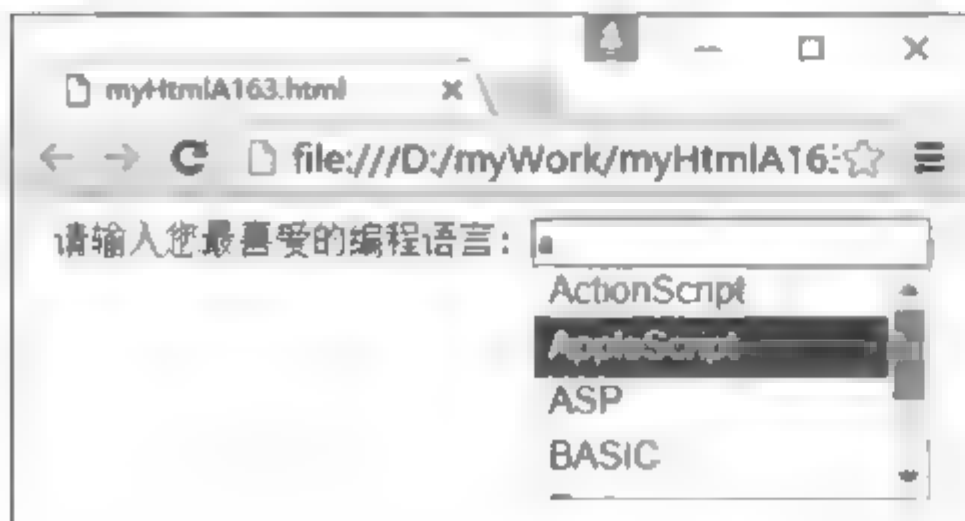 myHtmlA163.html
file:///D:/myWork/myHtmlA163
请输入您最喜爱的编程语言:
a
ActionScript
AppleScript
ASP
BASIC